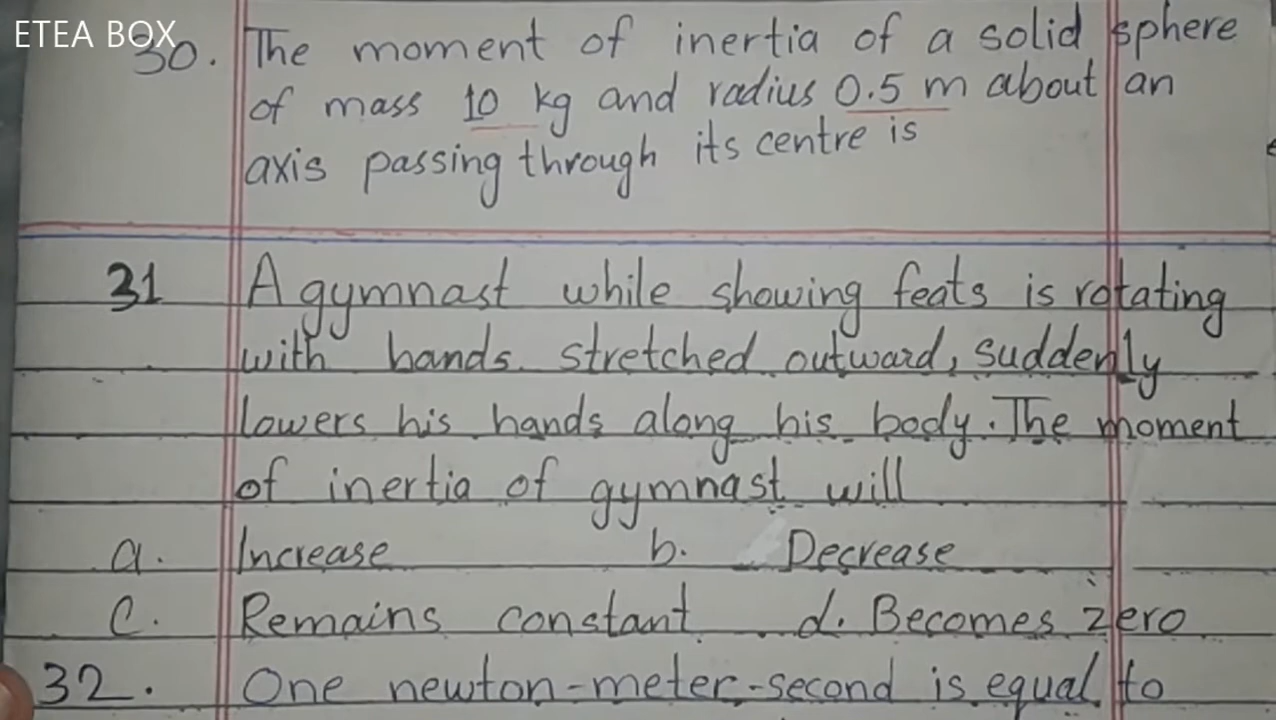 ETEA BOX
30. The moment of inertia of a solid sphere
of mass 10 kg and radius 0.5 m about an
axis passing through its centre is
31 A gymnast while showing feats is rotating
with hands stretched outward, suddenly
lowers his hands along his body. The moment
of inertia of gymnast will
a. Increase b. Decrease
C. Remains constant d. Becomes zero
32. One newton-meter-second is equal to